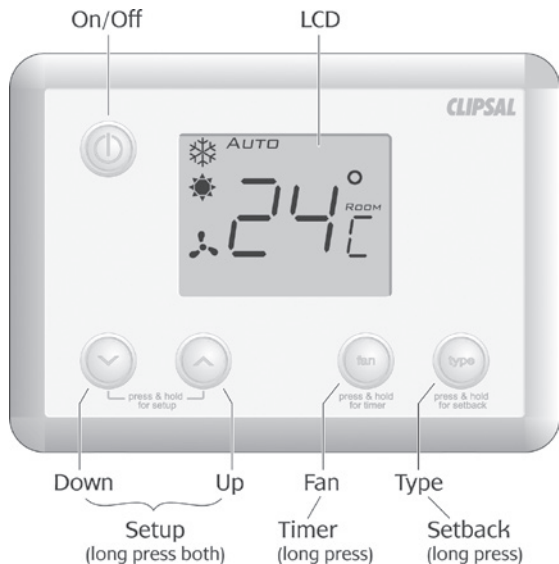 On/Off LCD
CLIPSAL
AUTO
24°C
ROOM
fan type
press & hold for setup
press & hold for timer
press & hold for setback
Down Up Fan Type
Setup Timer Setback
(long press both) (long press) (long press)